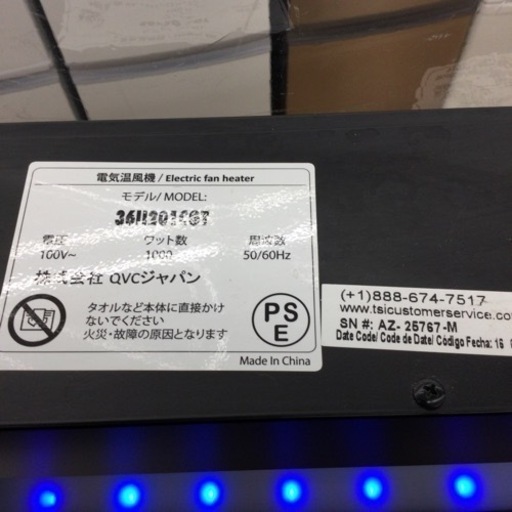 電気温風機 / Electric fan heater
モデル/ MODEL:
電圧 ワット数 周波数
100V~ 1000 50/60Hz
株式会社 QVCジャパン
タオルなど本体に直接かけ
ないでください
火災・故障の原因となります
PS
E
Made In China
(+1)888-674-7517
www.tsicustomerservice.
SN #: AZ- 25767-M
Date Code/ Code de Date/ Código Fecha: 16